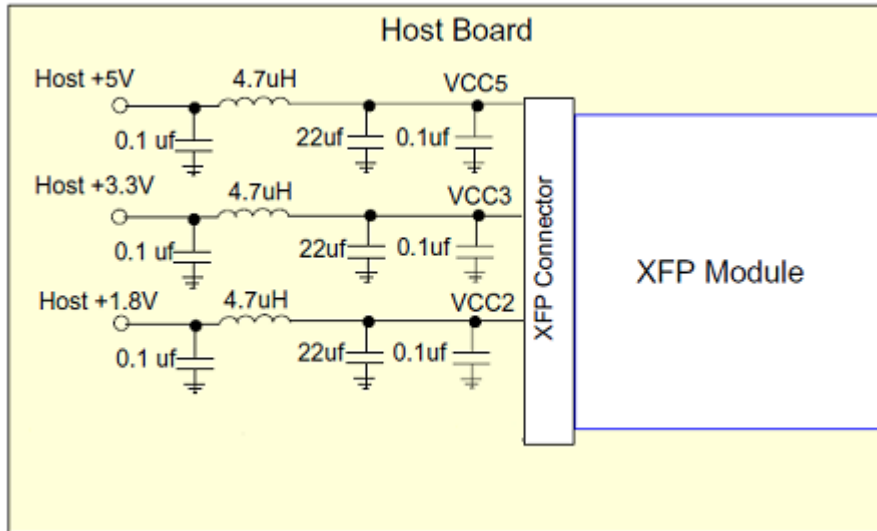 Host Board
Host +5V
4.7uH
VCC5
0.1 uf
22uf
0.1uf
Host +3.3V
4.7uH
VCC3
0.1 uf
22uf
0.1uf
Host +1.8V
4.7uH
VCC2
0.1 uf
22uf
0.1uf
XFP Connector
XFP Module